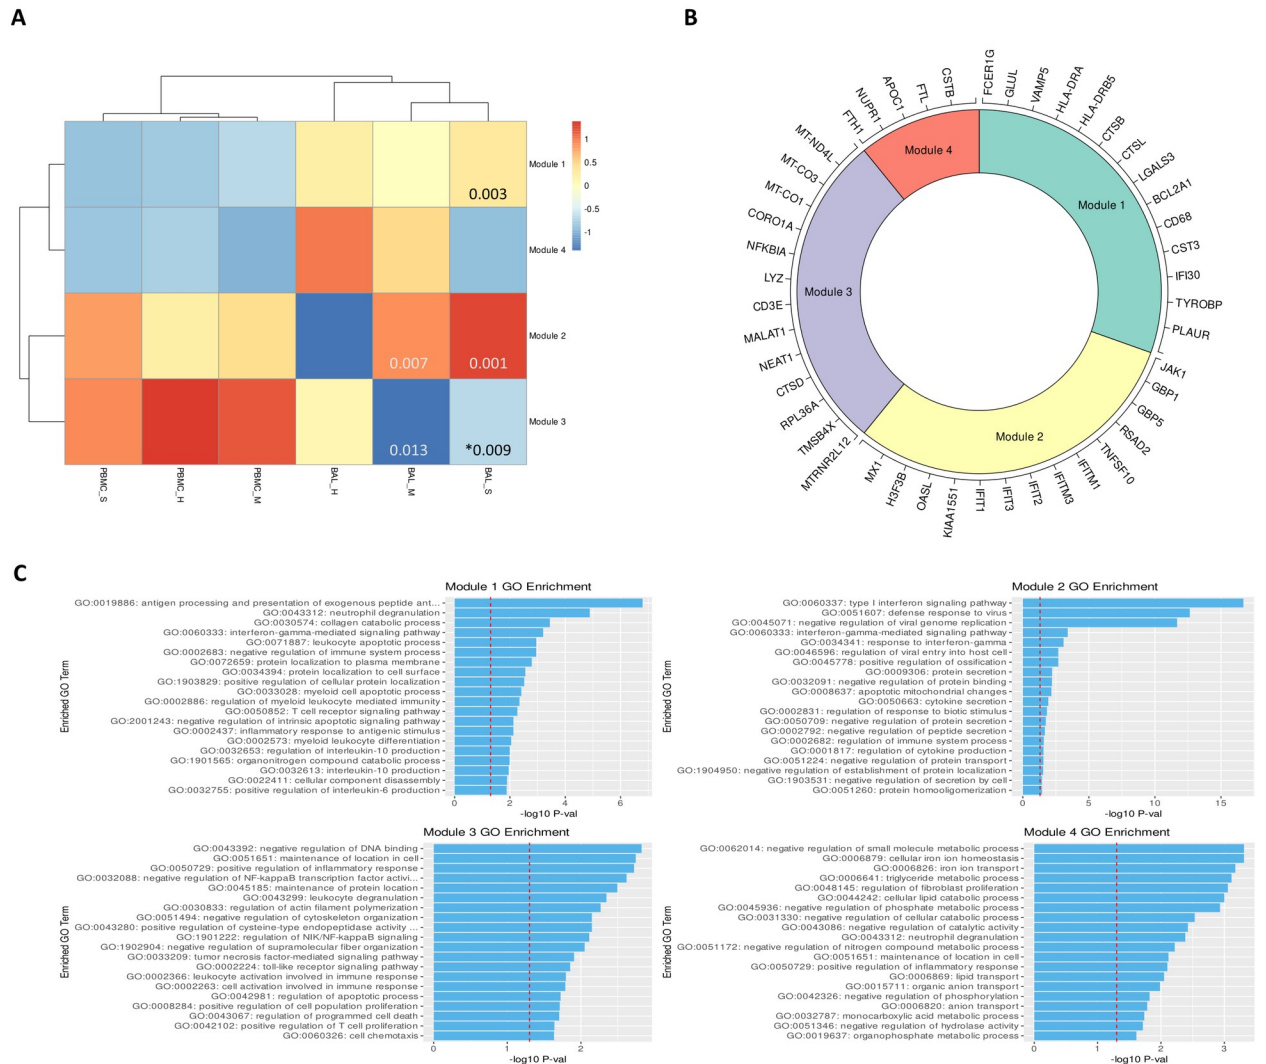 A
B
1
0.5
0
-0.5
-1
Module 1
Module 4
Module 2
Module 3
0.003
0.007
0.001
0.013
*0.009
PBMC_S
PBMC_H
PBMC_M
BAL_H
BAL_M
BAL_S
Module 1
Module 2
Module 3
Module 4
FCER1G
GLUL
VAMP5
HLA-DRA
HLA-DRB5
CTSB
CTSL
LGALS3
BCL2A1
CD68
CST3
IFI30
TYROBP
PLAUR
JAK1
GBP1
GBP5
RSAD2
TNFSF10
IFITM1
IFITM3
IFIT2
IFIT3
IFIT1
KIAA1551
OASL
H3F3B
MX1
MTRNR2L12
TMSB4X
RPL36A
CTSD
NEAT1
MALAT1
CD3E
LYZ
NFKBIA
CORO1A
MT-CO1
MT-CO3
MT-ND4L
FTH1
NUPR1
APOC1
FTL
CSTB
C
Module 1 GO Enrichment
Enriched GO Term
GO:0019886: antigen processing and presentation of exogenous peptide ant...
GO:0043312: neutrophil degranulation
GO:0030574: collagen catabolic process
GO:0060333: interferon-gamma-mediated signaling pathway
GO:0071887: leukocyte apoptotic process
GO:0002683: negative regulation of immune system process
GO:0072659: protein localization to plasma membrane
GO:0034394: protein localization to cell surface
GO:1903829: positive regulation of cellular protein localization
GO:0033028: myeloid cell apoptotic process
GO:0002886: regulation of myeloid leukocyte mediated immunity
GO:0050852: T cell receptor signaling pathway
GO:2001243: negative regulation of intrinsic apoptotic signaling pathway
GO:0002437: inflammatory response to antigenic stimulus
GO:0002573: myeloid leukocyte differentiation
GO:0032653: regulation of interleukin-10 production
GO:1901565: organonitrogen compound catabolic process
GO:0032613: interleukin-10 production
GO:0022411: cellular component disassembly
GO:0032755: positive regulation of interleukin-6 production
0 2 4 6
-log10 P-val
Module 2 GO Enrichment
Enriched GO Term
GO:0060337: type I interferon signaling pathway
GO:0051607: defense response to virus
GO:0045071: negative regulation of viral genome replication
GO:0060333: interferon-gamma-mediated signaling pathway
GO:0034341: response to interferon-gamma
GO:0046596: regulation of viral entry into host cell
GO:0045778: positive regulation of ossification
GO:0009306: protein secretion
GO:0032091: negative regulation of protein binding
GO:0008637: apoptotic mitochondrial changes
GO:0050663: cytokine secretion
GO:0002831: regulation of response to biotic stimulus
GO:0050709: negative regulation of protein secretion
GO:0002792: negative regulation of peptide secretion
GO:0002682: regulation of immune system process
GO:0001817: regulation of cytokine production
GO:0051224: negative regulation of protein transport
GO:1904950: negative regulation of establishment of protein localization
GO:1903531: negative regulation of secretion by cell
GO:0051260: protein homooligomerization
0 5 10 15
-log10 P-val
Module 3 GO Enrichment
Enriched GO Term
GO:0043392: negative regulation of DNA binding
GO:0051651: maintenance of location in cell
GO:0050729: positive regulation of inflammatory response
GO:0032088: negative regulation of NF-kappaB transcription factor activi...
GO:0045185: maintenance of protein location
GO:0043299: leukocyte degranulation
GO:0030833: regulation of actin filament polymerization
GO:0051494: negative regulation of cytoskeleton organization
GO:0043280: positive regulation of cysteine-type endopeptidase activity ...
GO:1901222: regulation of NIK/NF-kappaB signaling
GO:1902904: negative regulation of supramolecular fiber organization
GO:0033209: tumor necrosis factor-mediated signaling pathway
GO:0002224: toll-like receptor signaling pathway
GO:0002366: leukocyte activation involved in immune response
GO:0002263: cell activation involved in immune response
GO:0042981: regulation of apoptotic process
GO:0008284: positive regulation of cell population proliferation
GO:0043067: regulation of programmed cell death
GO:0042102: positive regulation of T cell proliferation
GO:0060326: cell chemotaxis
0 1 2
-log10 P-val
Module 4 GO Enrichment
Enriched GO Term
GO:0062014: negative regulation of small molecule metabolic process
GO:0006879: cellular iron ion homeostasis
GO:0006826: iron ion transport
GO:0006641: triglyceride metabolic process
GO:0048145: regulation of fibroblast proliferation
GO:0044242: cellular lipid catabolic process
GO:0045936: negative regulation of phosphate metabolic process
GO:0031330: negative regulation of cellular catabolic process
GO:0043086: negative regulation of catalytic activity
GO:0043312: neutrophil degranulation
GO:0051172: negative regulation of nitrogen compound metabolic process
GO:0051651: maintenance of location in cell
GO:0050729: positive regulation of inflammatory response
GO:0006869: lipid transport
GO:0015711: organic anion transport
GO:0042326: negative regulation of phosphorylation
GO:0006820: anion transport
GO:0032787: monocarboxylic acid metabolic process
GO:0051346: negative regulation of hydrolase activity
GO:0019637: organophosphate metabolic process
0 1 2 3
-log10 P-val